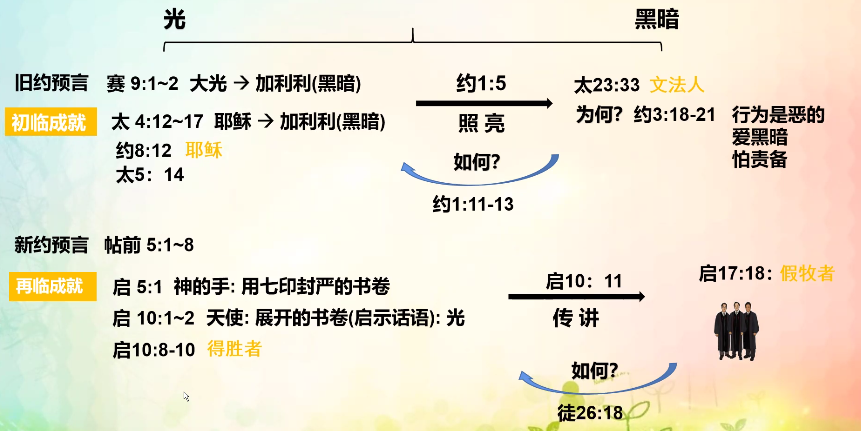 光
黑暗
旧约预言 赛 9:1~2 大光 → 加利利(黑暗)
约1:5
太23:33 文法人
初临成就 太 4:12~17 耶稣 → 加利利(黑暗)
照 亮
为何? 约3:18-21 行为是恶的
爱黑暗
怕责备
约8:12 耶稣
太5：14
如何?
约1:11-13
新约预言 帖前 5:1~8
再临成就 启 5:1 神的手: 用七印封严的书卷
启10：11
启17:18: 假牧者
启 10:1~2 天使: 展开的书卷(启示话语): 光
传 讲
启10:8-10 得胜者
如何?
徒26:18